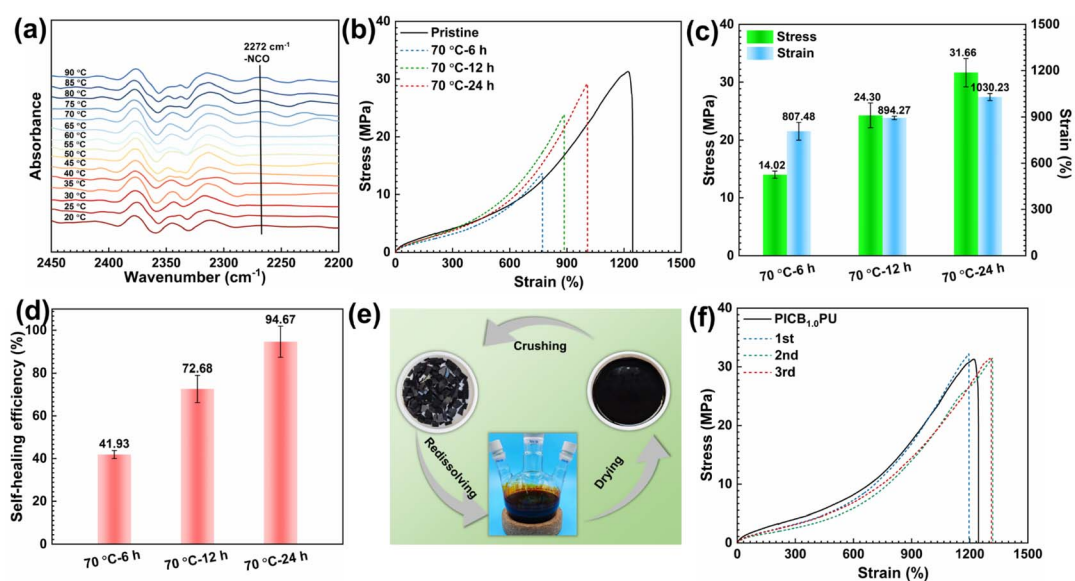 (a)
2272 cm⁻¹
-NCO
90 °C
85 °C
80 °C
75 °C
70 °C
65 °C
60 °C
55 °C
50 °C
45 °C
40 °C
35 °C
30 °C
25 °C
20 °C
Absorbance
2450 2400 2350 2300 2250 2200
Wavenumber (cm⁻¹)
(b)
Pristine
70 °C-6 h
70 °C-12 h
70 °C-24 h
Stress (MPa)
40
30
20
10
0
0 300 600 900 1200 1500
Strain (%)
(c)
Stress
Strain
Stress (MPa)
40
30
20
10
0
14.02
807.48
24.30
894.27
31.66
1030.23
1500
1200
900
600
300
0
Strain (%)
70 °C-6 h 70 °C-12 h 70 °C-24 h
(d)
Self-healing efficiency (%)
100
80
60
40
20
0
41.93
72.68
94.67
70 °C-6 h 70 °C-12 h 70 °C-24 h
(e)
Crushing
Redissolving
Drying
(f)
PICB₁.₀PU
1st
2nd
3rd
Stress (MPa)
40
30
20
10
0
0 300 600 900 1200 1500
Strain (%)